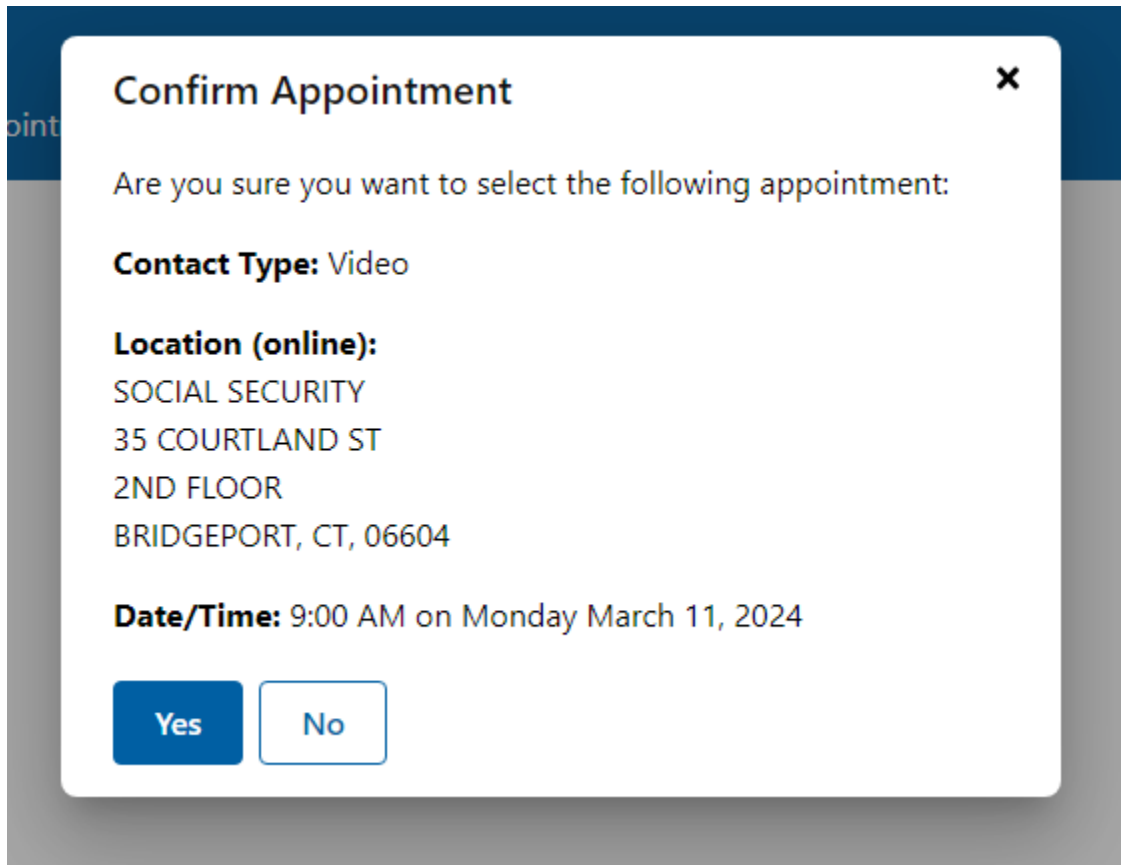 Confirm Appointment
oint
Are you sure you want to select the following appointment:
Contact Type: Video
Location (online):
SOCIAL SECURITY
35 COURTLAND ST
2ND FLOOR
BRIDGEPORT, CT, 06604
Date/Time: 9:00 AM on Monday March 11, 2024
Yes
No